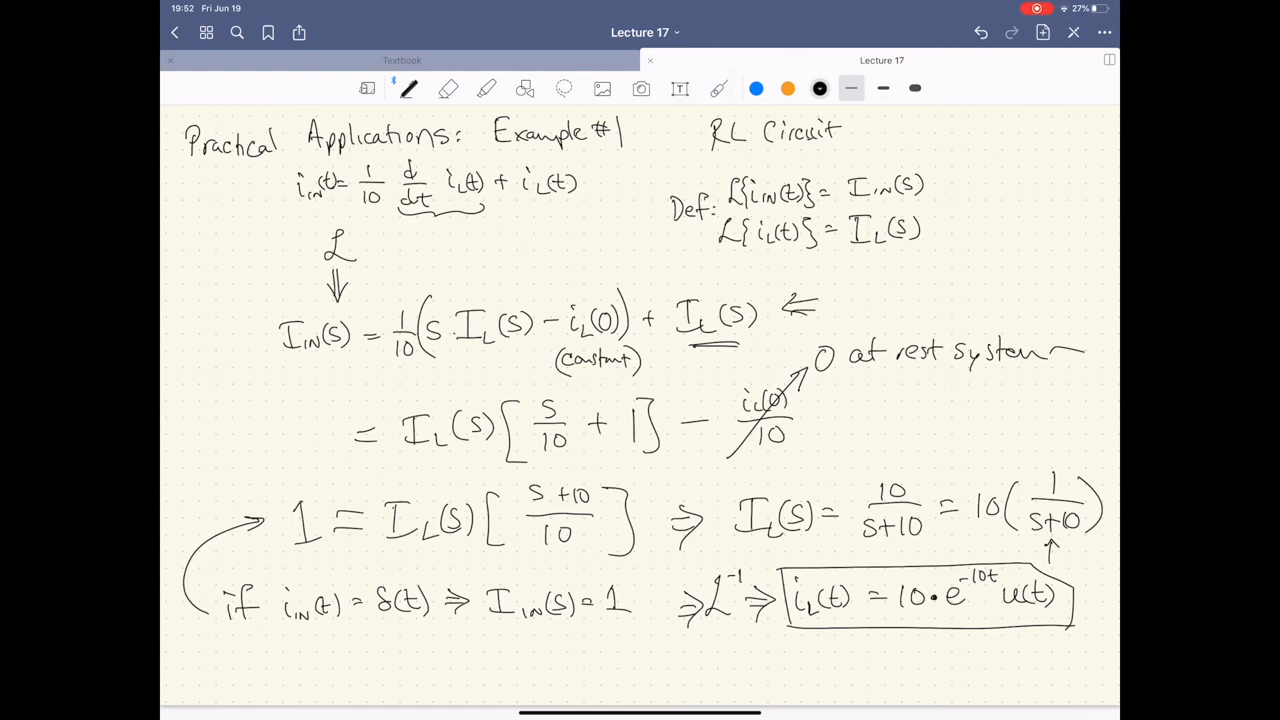 19:52 Fri Jun 19
27%
Lecture 17
Textbook
Lecture 17
Practical Applications: Example #1 RL Circuit
i_IN(t) = 1/10 d/dt i_L(t) + i_L(t)
Def: ℒ{i_IN(t)} = I_IN(s)
ℒ{i_L(t)} = I_L(s)
ℒ
⇓
I_IN(s) = 1/10 (s · I_L(s) − i_L(0)) + I_L(s) ⇐
(constant)
0 at rest system
= I_L(s) [s/10 + 1] − i_L(0)/10
1 = I_L(s) [(s+10)/10] ⇒ I_L(s) = 10/(s+10) = 10 (1/(s+10))
if i_IN(t) = δ(t) ⇒ I_IN(s) = 1 ⇒ ℒ⁻¹ ⇒ i_L(t) = 10 • e^(-10t) u(t)